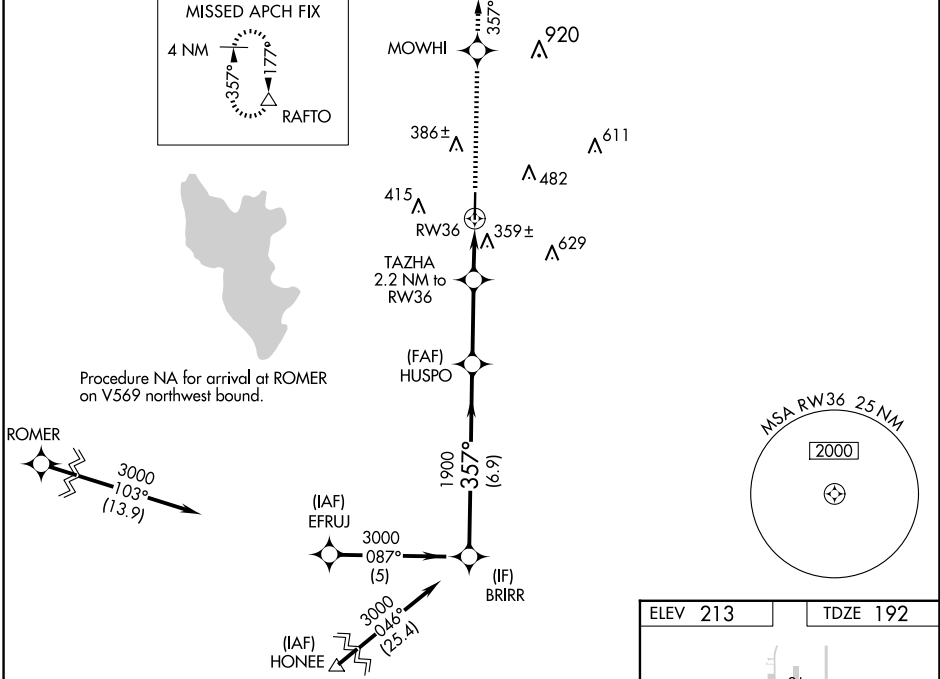 MISSED APCH FIX
4 NM
357°
177°
RAFTO
357°
MOWHI
920
386±
611
482
415
RW36
359±
629
TAZHA
2.2 NM to
RW36
(FAF)
HUSPO
Procedure NA for arrival at ROMER
on V569 northwest bound.
ROMER
3000
103°
(13.9)
1900
357°
(6.9)
MSA RW36 25 NM
2000
(IAF)
EFRUJ
3000
087°
(5)
(IF)
BRIRR
3000
046°
(25.4)
(IAF)
HONEE
ELEV 213
TDZE 192